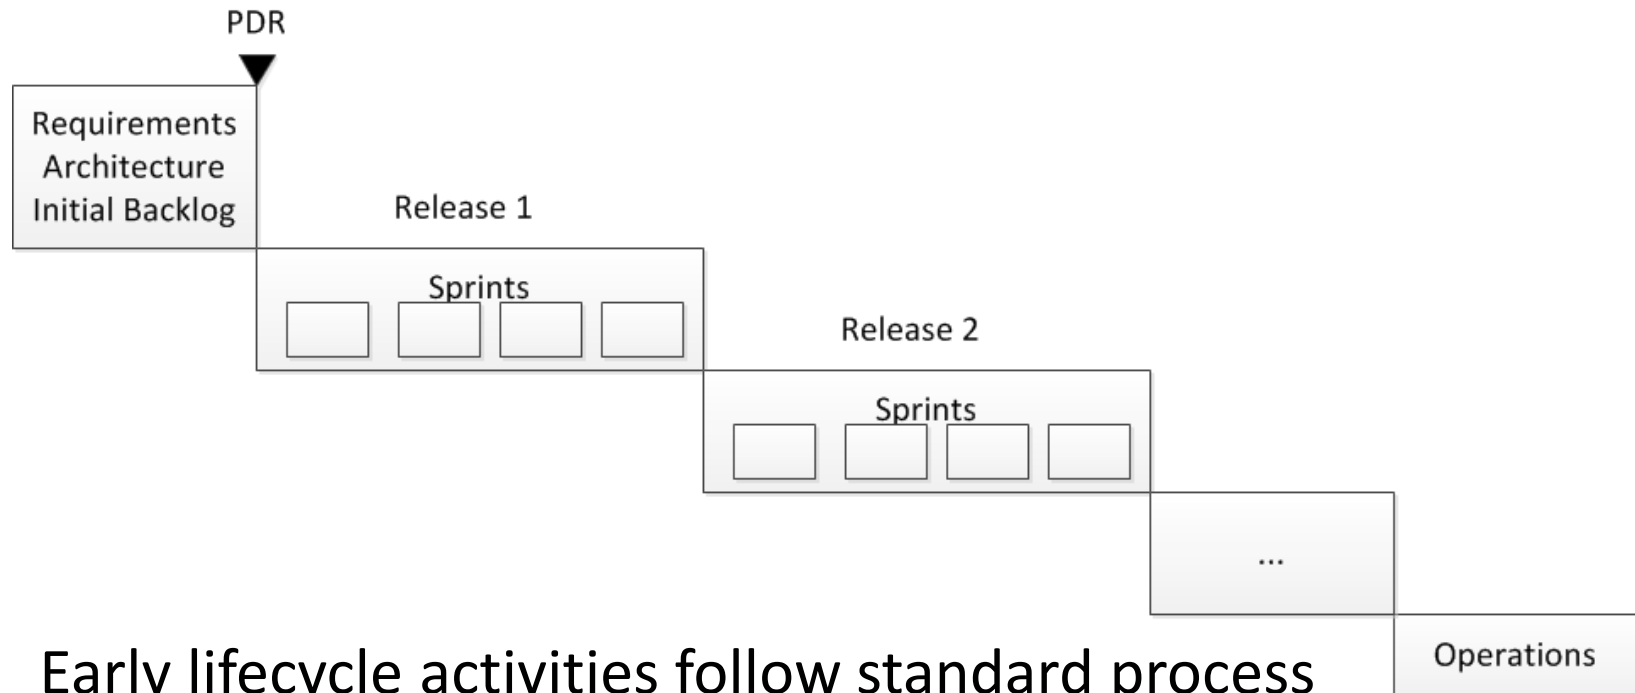 PDR
Requirements
Architecture
Initial Backlog
Release 1
Sprints
Release 2
Sprints
...
Operations
Early lifecycle activities follow standard process